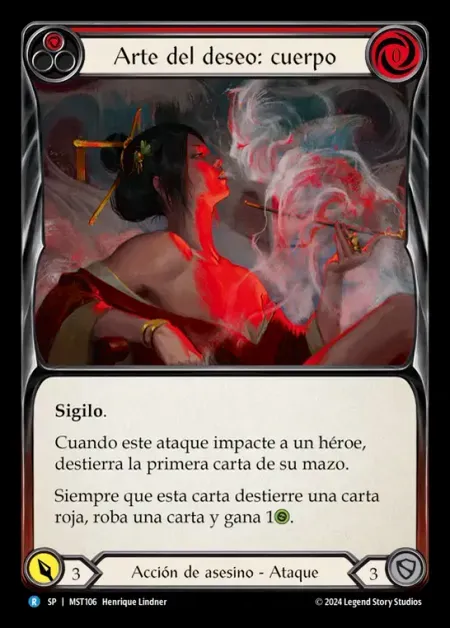 Arte del deseo: cuerpo
0
Sigilo.
Cuando este ataque impacte a un héroe,
destierra la primera carta de su mazo.
Siempre que esta carta destierre una carta
roja, roba una carta y gana 1.
3
Acción de asesino - Ataque
3
R SP | MST106 Henrique Lindner
© 2024 Legend Story Studios